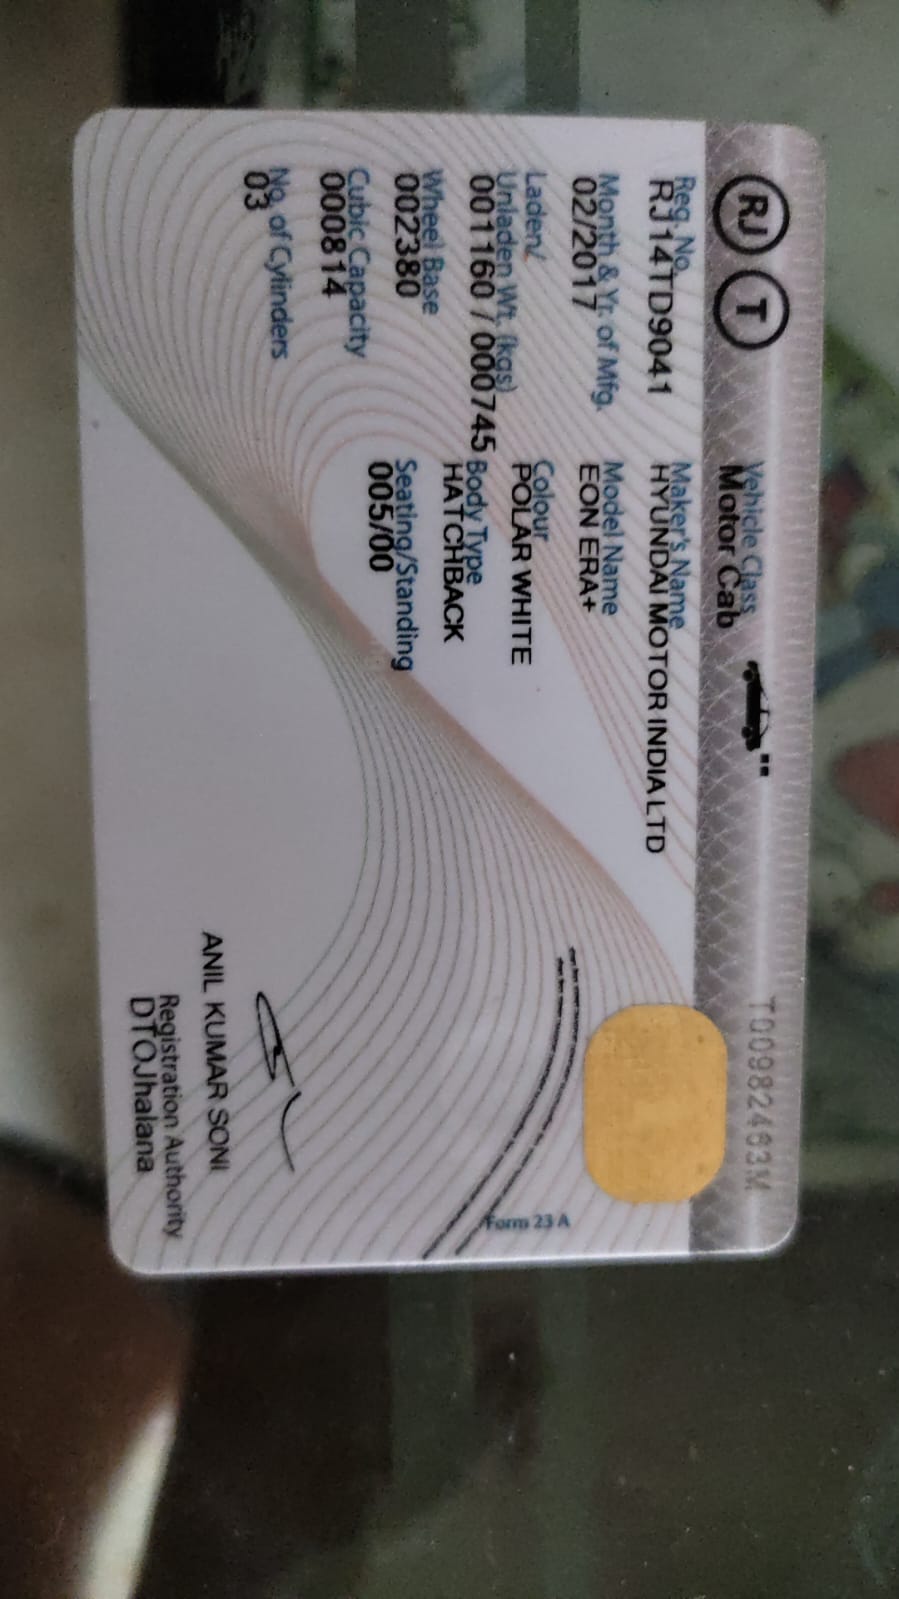 RJ T
Vehicle Class
Motor Cab
T00982463M
Reg. No.
RJ14TD9041
Maker's Name
HYUNDAI MOTOR INDIA LTD
Month & Yr. of Mfg.
02/2017
Model Name
EON ERA+
Laden/
Unladen Wt. (kgs)
001160 / 000745
Colour
POLAR WHITE
Wheel Base
002380
Body Type
HATCHBACK
Cubic Capacity
000814
Seating/Standing
005/00
No. of Cylinders
03
Form 23 A
ANIL KUMAR SONI
Registration Authority
DTOJhalana